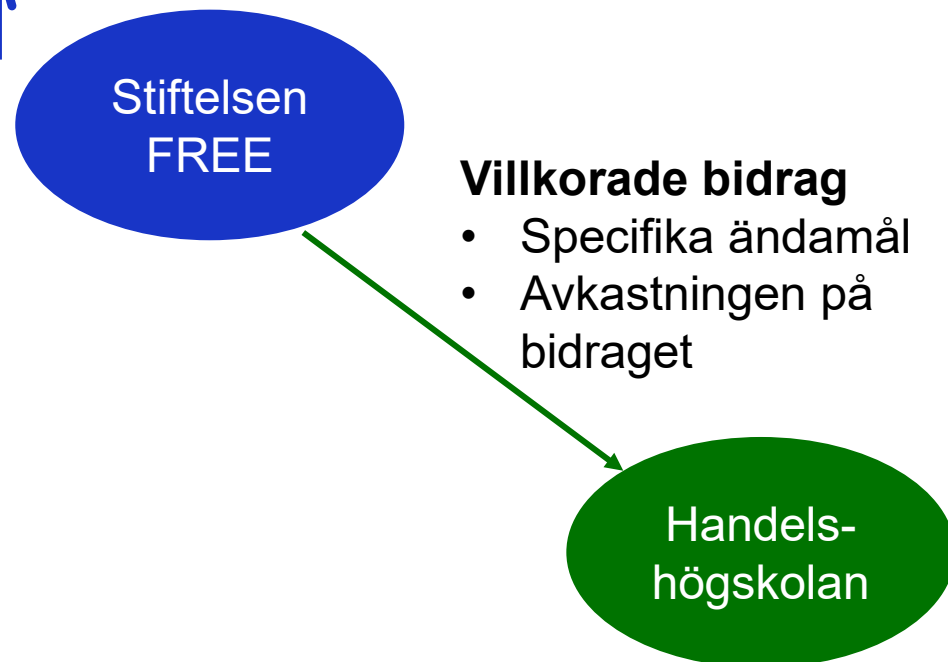 Stiftelsen
FREE
Villkorade bidrag
• Specifika ändamål
• Avkastningen på
bidraget
Handels-
högskolan